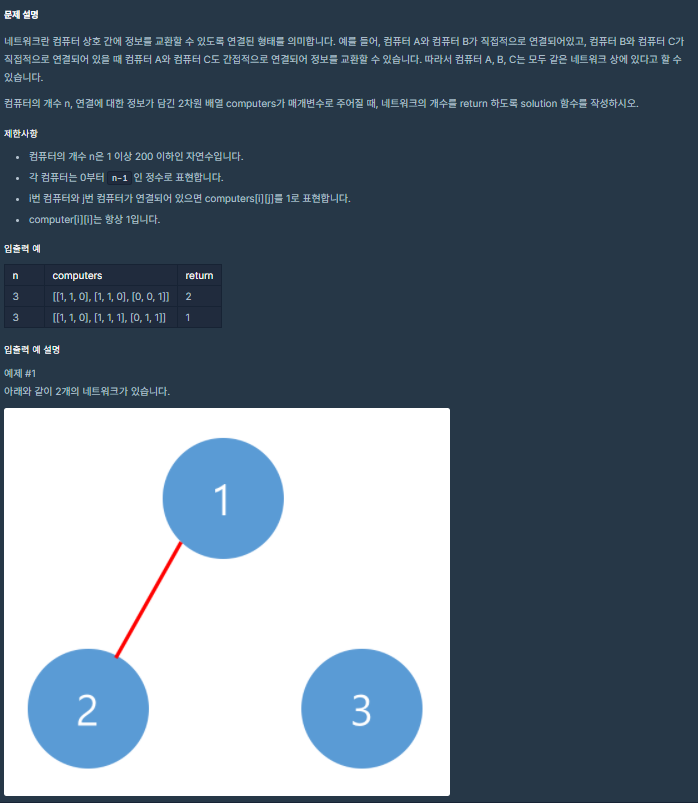 문제 설명
네트워크란 컴퓨터 상호 간에 정보를 교환할 수 있도록 연결된 형태를 의미합니다. 예를 들어, 컴퓨터 A와 컴퓨터 B가 직접적으로 연결되어있고, 컴퓨터 B와 컴퓨터 C가
직접적으로 연결되어 있을 때 컴퓨터 A와 컴퓨터 C도 간접적으로 연결되어 정보를 교환할 수 있습니다. 따라서 컴퓨터 A, B, C는 모두 같은 네트워크 상에 있다고 할 수
있습니다.
컴퓨터의 개수 n, 연결에 대한 정보가 담긴 2차원 배열 computers가 매개변수로 주어질 때, 네트워크의 개수를 return 하도록 solution 함수를 작성하시오.
제한사항
• 컴퓨터의 개수 n은 1 이상 200 이하인 자연수입니다.
• 각 컴퓨터는 0부터 n-1 인 정수로 표현합니다.
• i번 컴퓨터와 j번 컴퓨터가 연결되어 있으면 computers[i][j]를 1로 표현합니다.
• computer[i][i]는 항상 1입니다.
입출력 예
n computers return
3 [[1, 1, 0], [1, 1, 0], [0, 0, 1]] 2
3 [[1, 1, 0], [1, 1, 1], [0, 1, 1]] 1
입출력 예 설명
예제 #1
아래와 같이 2개의 네트워크가 있습니다.
1
2 3